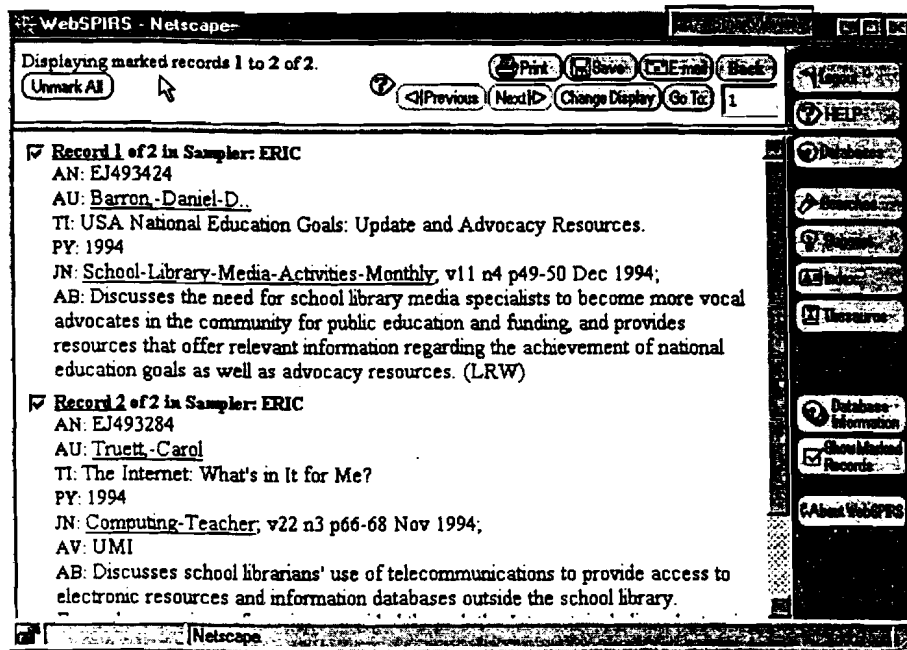 WebSPIRS - Netscape
Displaying marked records 1 to 2 of 2.
Print Save E-mail Back
Unmark All
Previous Next Change Display Go To: 1
Logout
HELP
Databases
Searches
Suggest
Index
Thesaurus
Database Information
Show Marked Records
About WebSPIRS
Record 1 of 2 in Sampler: ERIC
AN: EJ493424
AU: Barron,-Daniel-D..
TI: USA National Education Goals: Update and Advocacy Resources.
PY: 1994
JN: School-Library-Media-Activities-Monthly; v11 n4 p49-50 Dec 1994;
AB: Discusses the need for school library media specialists to become more vocal
advocates in the community for public education and funding, and provides
resources that offer relevant information regarding the achievement of national
education goals as well as advocacy resources. (LRW)
Record 2 of 2 in Sampler: ERIC
AN: EJ493284
AU: Truett,-Carol
TI: The Internet: What's in It for Me?
PY: 1994
JN: Computing-Teacher; v22 n3 p66-68 Nov 1994;
AV: UMI
AB: Discusses school librarians' use of telecommunications to provide access to
electronic resources and information databases outside the school library.
Netscape